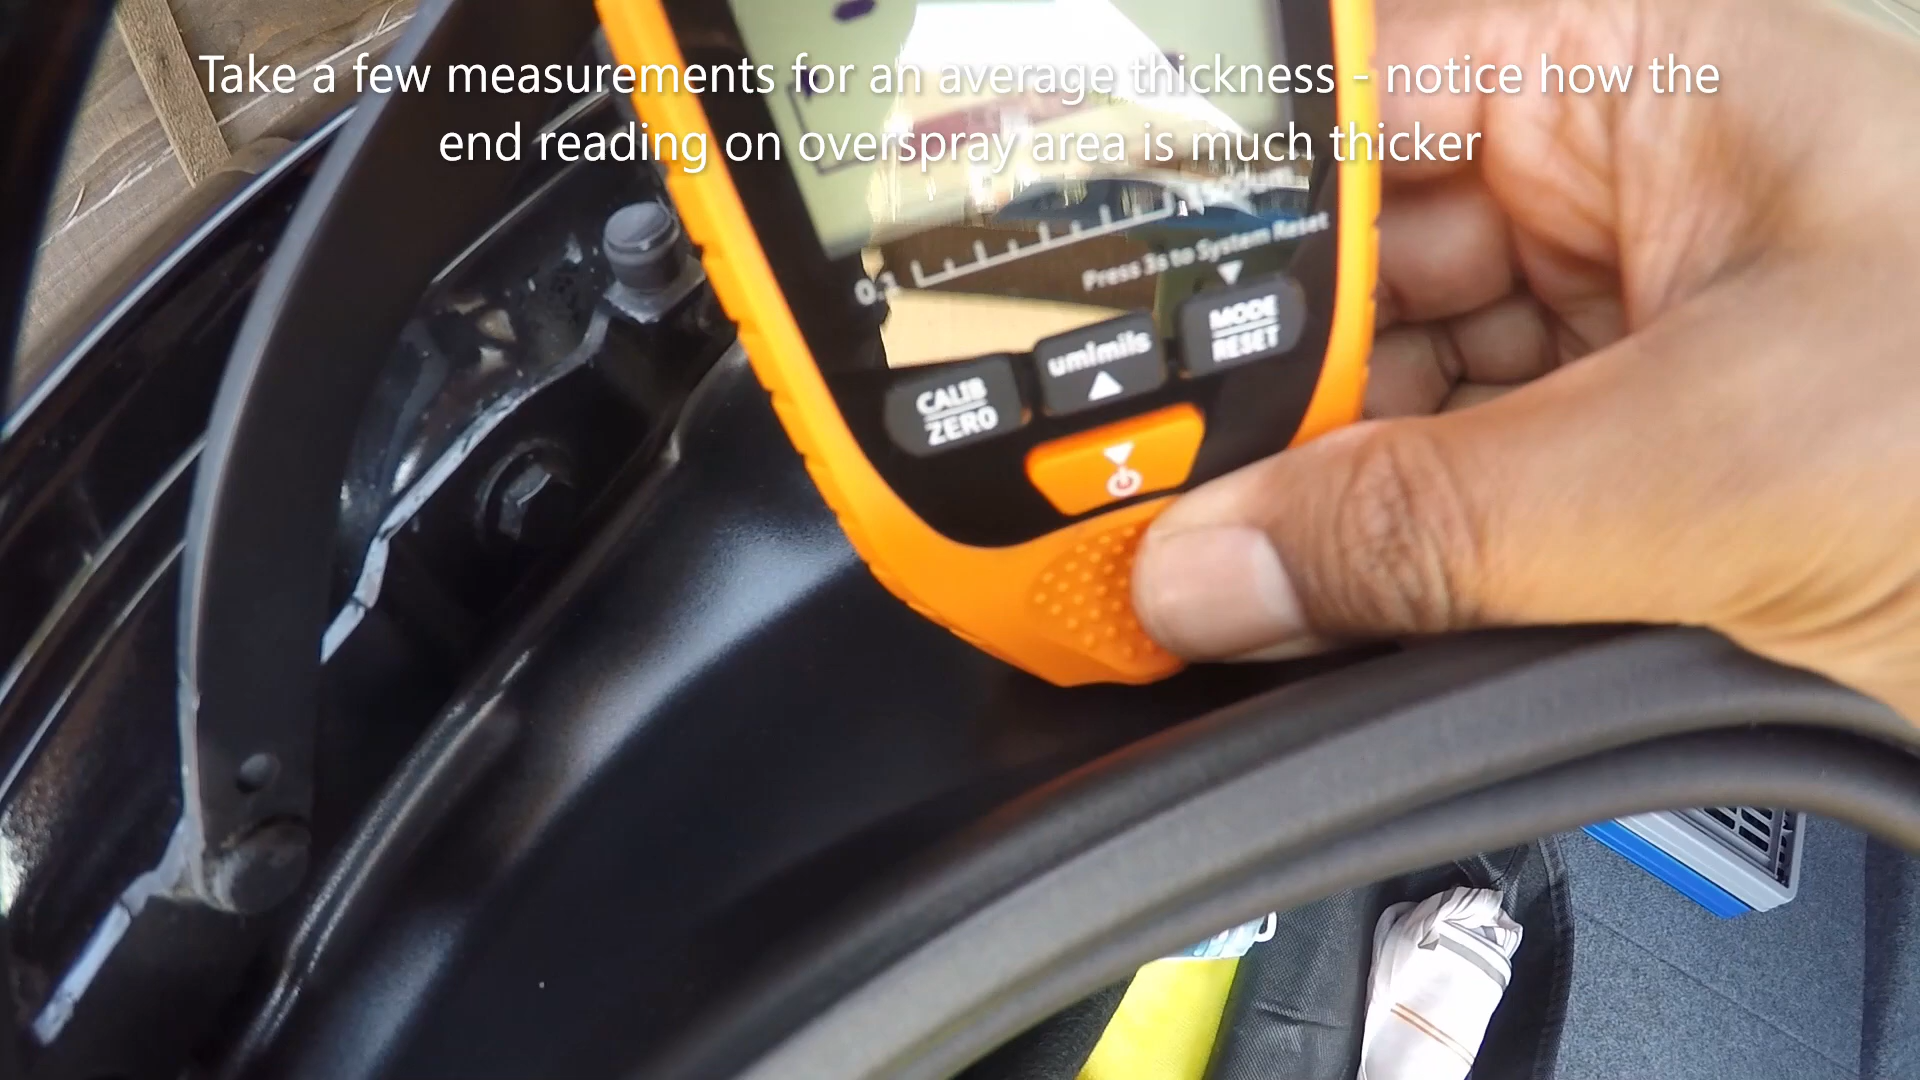 Take a few measurements for an average thickness - notice how the
end reading on overspray area is much thicker
0.1
1500um
Press 3s to System Reset
MODE
RESET
um/mils
CALIB
ZERO